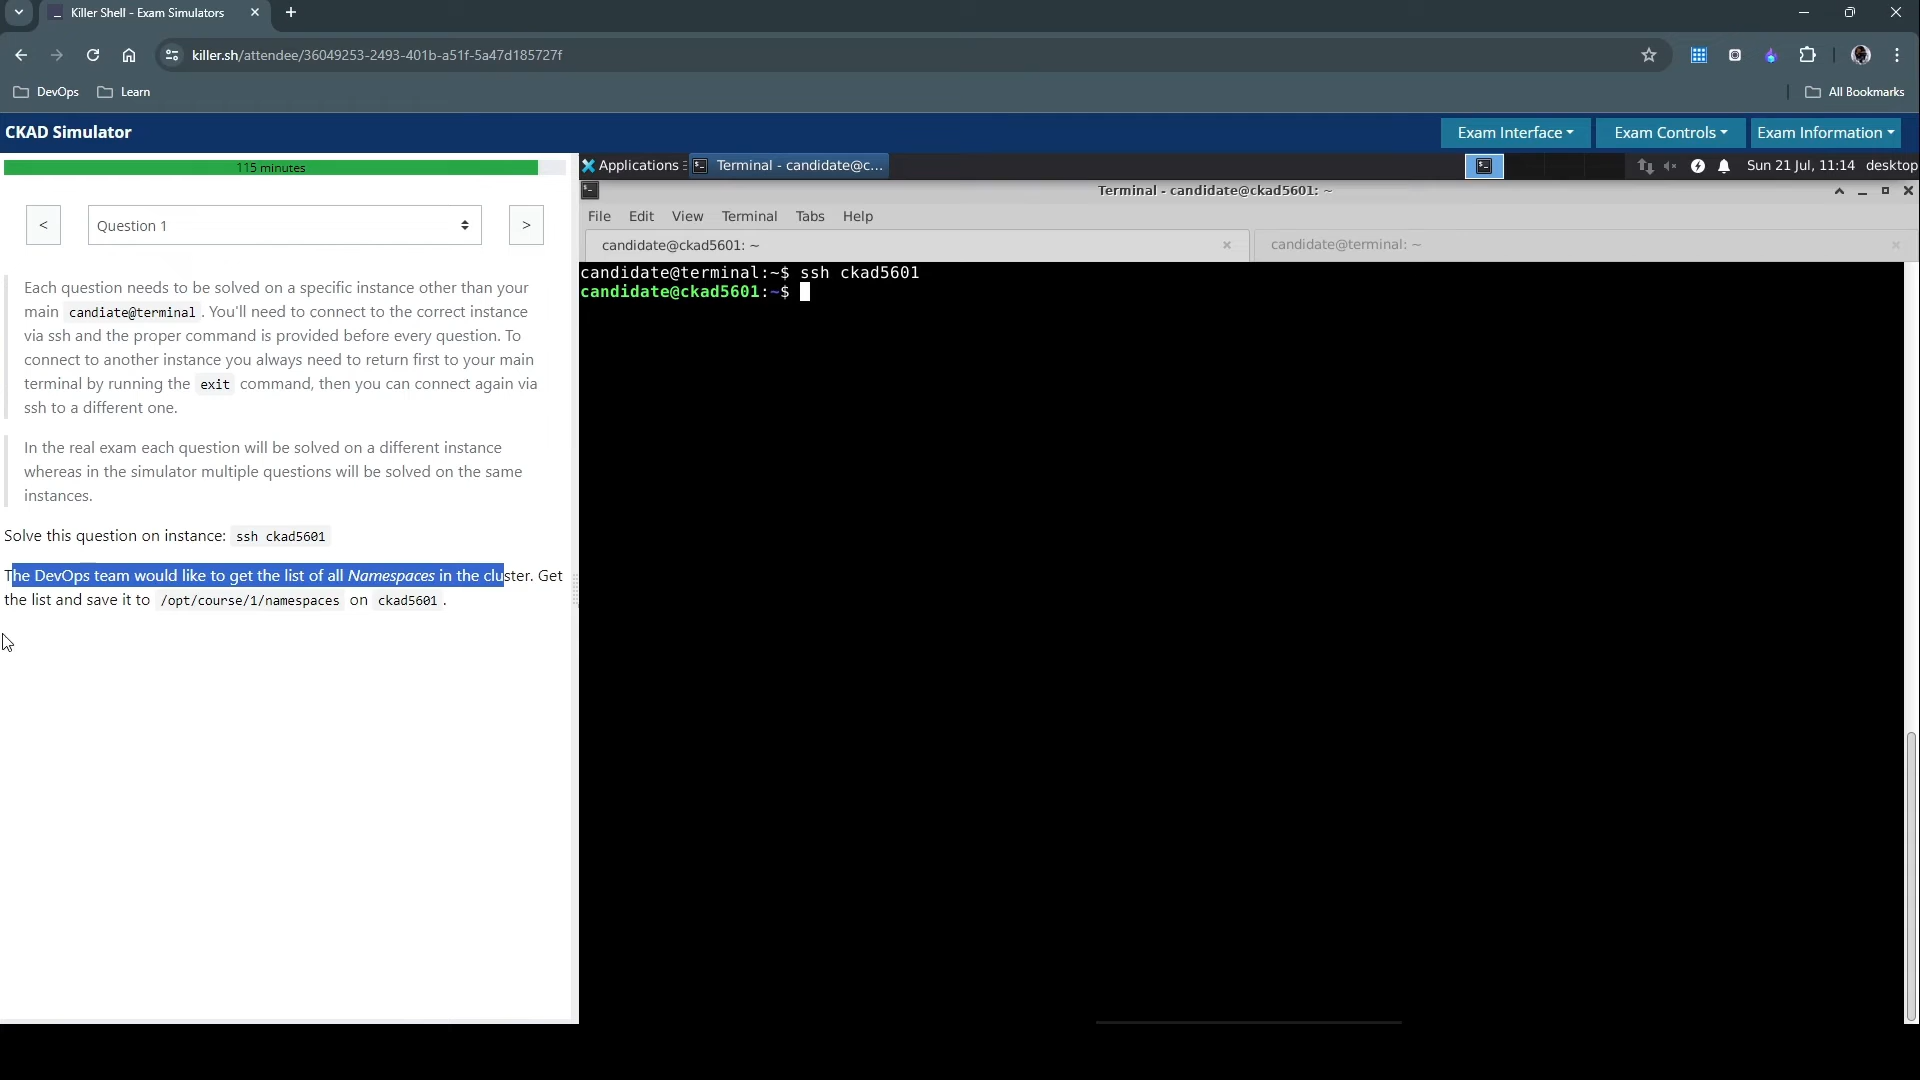 Killer Shell - Exam Simulators
killer.sh/attendee/36049253-2493-401b-a51f-5a47d185727f
DevOps
Learn
All Bookmarks
CKAD Simulator
Exam Interface
Exam Controls
Exam Information
115 minutes
Applications
Terminal - candidate@c...
Sun 21 Jul, 11:14
desktop
Terminal - candidate@ckad5601: ~
<
Question 1
>
File Edit View Terminal Tabs Help
candidate@ckad5601: ~
candidate@terminal: ~
candidate@terminal:~$ ssh ckad5601
candidate@ckad5601:~$
Each question needs to be solved on a specific instance other than your
main candiate@terminal . You'll need to connect to the correct instance
via ssh and the proper command is provided before every question. To
connect to another instance you always need to return first to your main
terminal by running the exit command, then you can connect again via
ssh to a different one.
In the real exam each question will be solved on a different instance
whereas in the simulator multiple questions will be solved on the same
instances.
Solve this question on instance: ssh ckad5601
The DevOps team would like to get the list of all Namespaces in the cluster. Get
the list and save it to /opt/course/1/namespaces on ckad5601 .